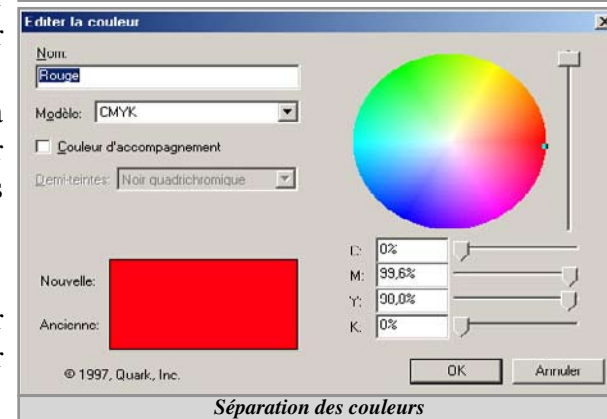 Editer la couleur
Nom:
Rouge
Modèle: CMYK
Couleur d'accompagnement
Demi-teintes: Noir quadrichromique
C: 0%
M: 99,6%
Y: 90,0%
K: 0%
Nouvelle:
Ancienne:
© 1997, Quark, Inc.
OK Annuler
Séparation des couleurs